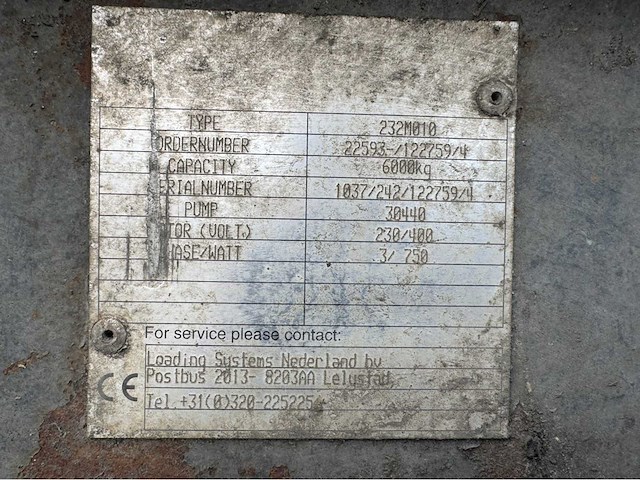 TYPE 232M010
ORDERNUMBER 22593-/122759/4
CAPACITY 6000kg
ERIALNUMBER 1037/242/122759/4
PUMP 30440
TOR (VOLT.) 230/400
HASE/WATT 3/ 750
For service please contact:
Loading Systems Nederland bv
Postbus 2013- 8203AA Lelystad
Tel.+31(0)320-225225
CE